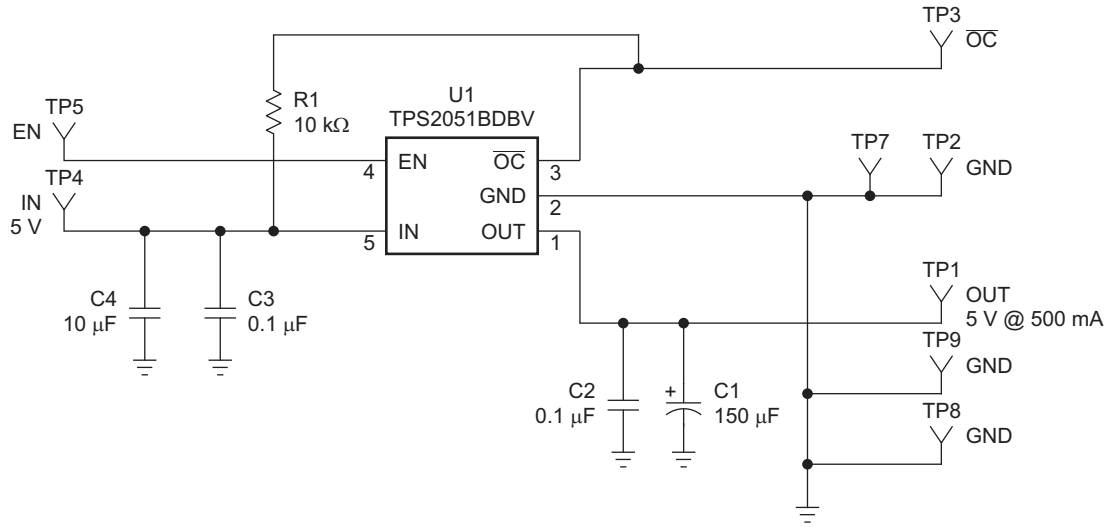 TP3
OC
U1
TPS2051BDBV
R1
10 kΩ
TP5
EN
4
EN
OC
3
TP7
TP2
GND
TP4
IN
5 V
GND
2
5
IN
OUT
1
TP1
OUT
5 V @ 500 mA
C4
10 μF
C3
0.1 μF
TP9
GND
C2
0.1 μF
+
C1
150 μF
TP8
GND